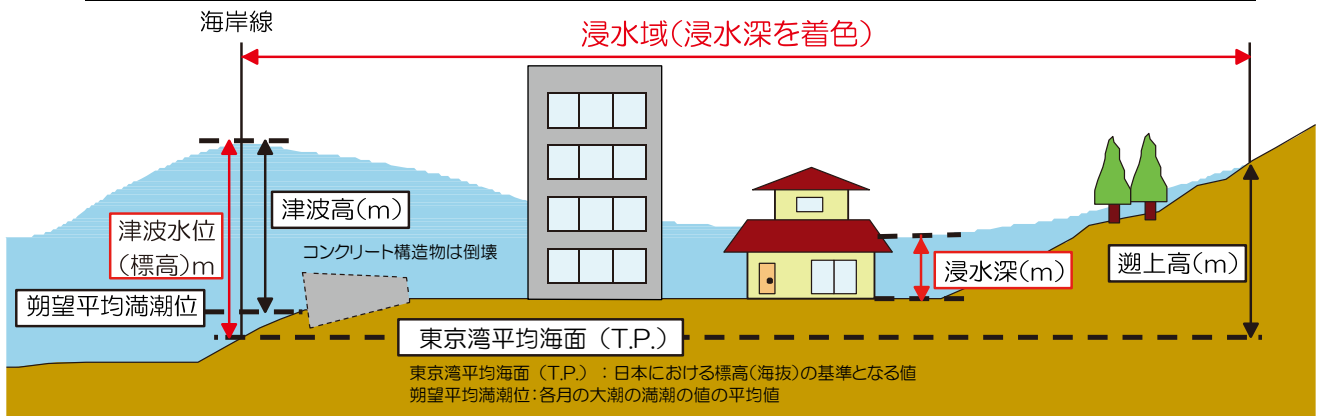 海岸線
浸水域(浸水深を着色)
津波高(m)
津波水位
(標高)m
コンクリート構造物は倒壊
浸水深(m)
遡上高(m)
朔望平均満潮位
東京湾平均海面（T.P.）
東京湾平均海面（T.P.）：日本における標高(海抜)の基準となる値
朔望平均満潮位：各月の大潮の満潮の値の平均値